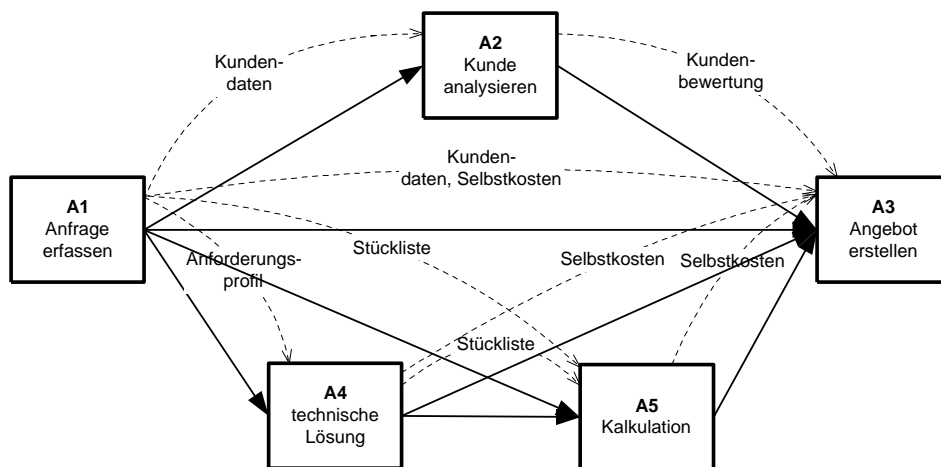 A2
Kunde
analysieren
Kunden-
daten
Kunden-
bewertung
Kunden-
daten, Selbstkosten
A1
Anfrage
erfassen
A3
Angebot
erstellen
Stückliste
Anforderungs-
profil
Selbstkosten
Selbstkosten
Stückliste
A4
technische
Lösung
A5
Kalkulation